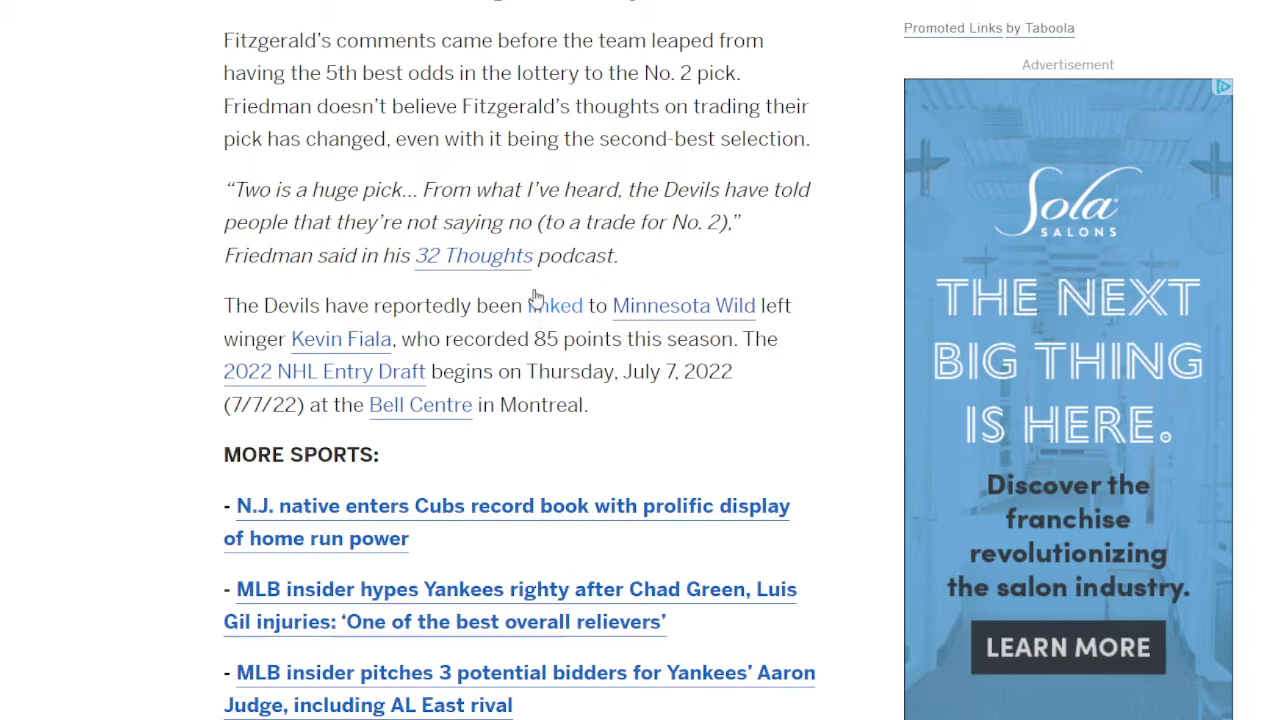 Fitzgerald's comments came before the team leaped from
having the 5th best odds in the lottery to the No. 2 pick.
Friedman doesn't believe Fitzgerald's thoughts on trading their
pick has changed, even with it being the second-best selection.
“Two is a huge pick… From what I've heard, the Devils have told
people that they're not saying no (to a trade for No. 2),”
Friedman said in his 32 Thoughts podcast.
The Devils have reportedly been linked to Minnesota Wild left
winger Kevin Fiala, who recorded 85 points this season. The
2022 NHL Entry Draft begins on Thursday, July 7, 2022
(7/7/22) at the Bell Centre in Montreal.
MORE SPORTS:
- N.J. native enters Cubs record book with prolific display
of home run power
- MLB insider hypes Yankees righty after Chad Green, Luis
Gil injuries: ‘One of the best overall relievers’
- MLB insider pitches 3 potential bidders for Yankees’ Aaron
Judge, including AL East rival
Promoted Links by Taboola
Advertisement
Sola
SALONS
THE NEXT
BIG THING
IS HERE.
Discover the
franchise
revolutionizing
the salon industry.
LEARN MORE